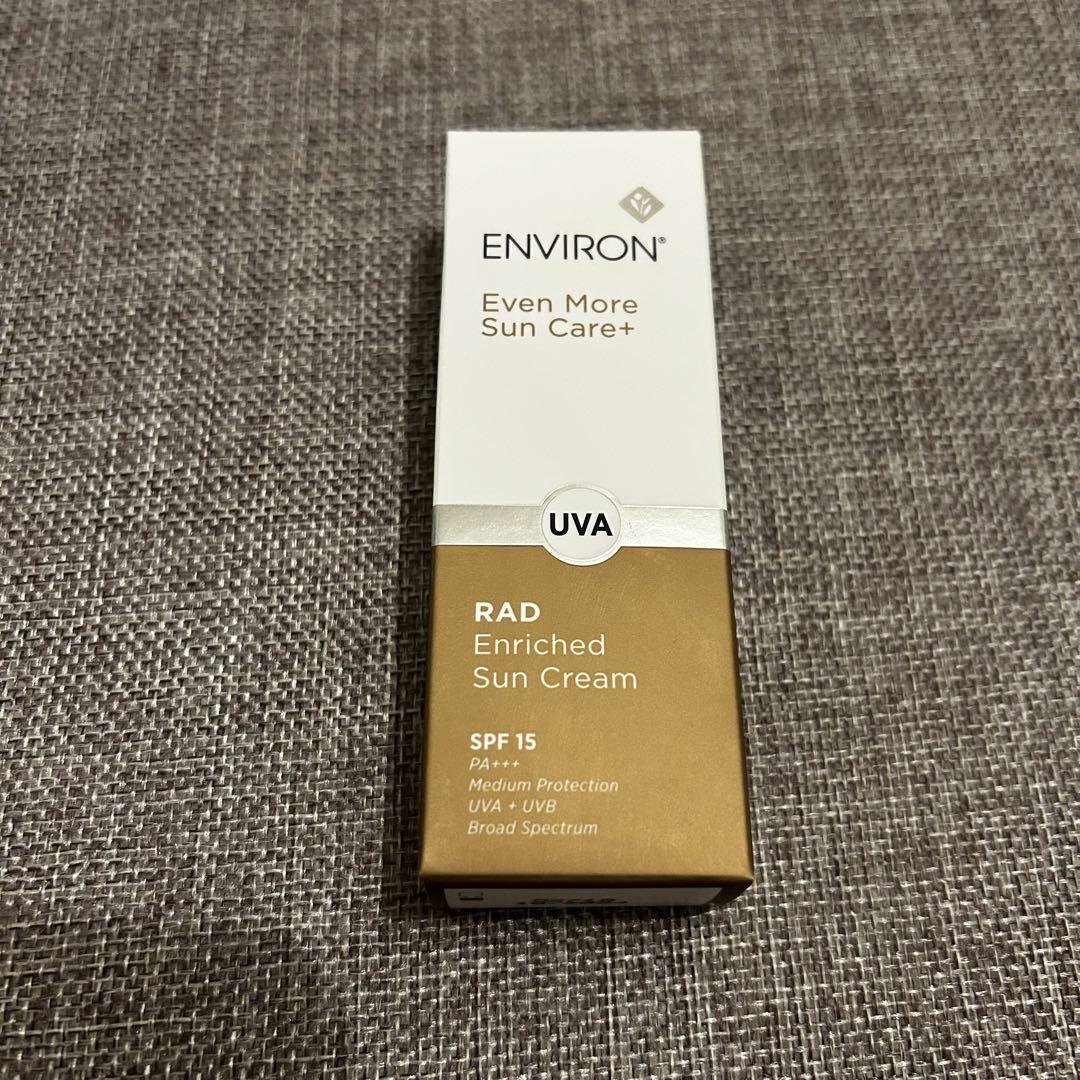 ENVIRON®
Even More
Sun Care+
UVA
RAD
Enriched
Sun Cream
SPF 15
PA+++
Medium Protection
UVA + UVB
Broad Spectrum